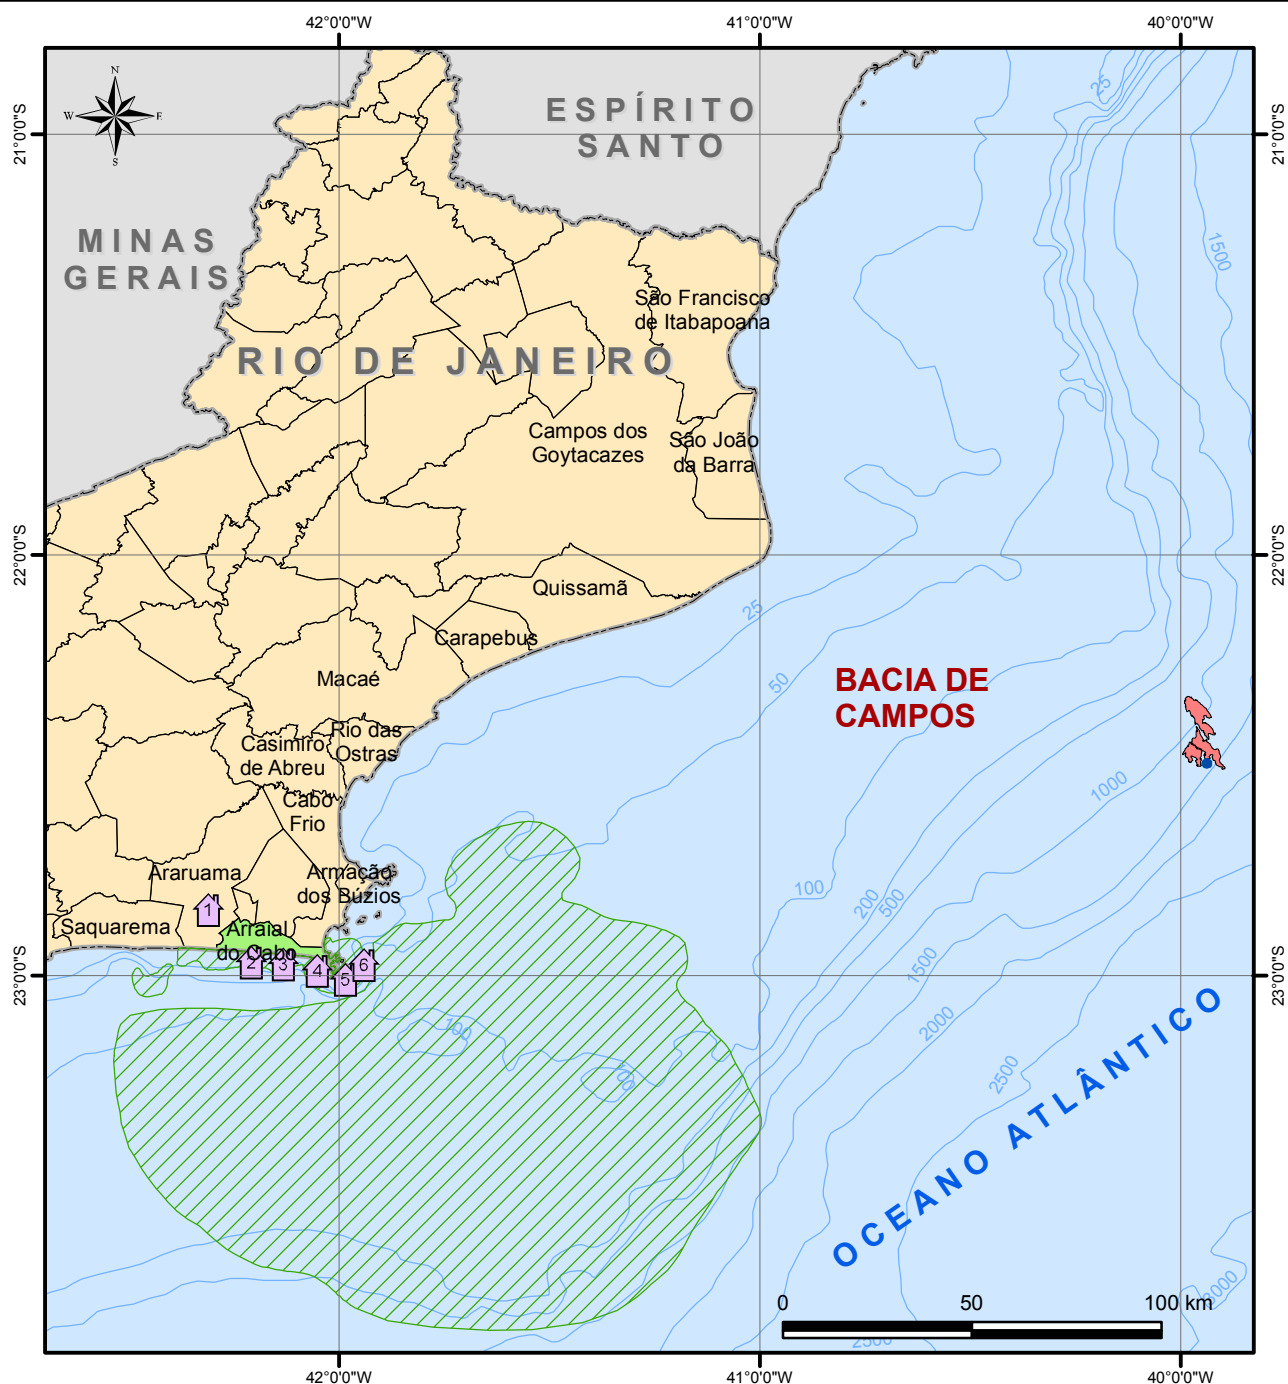 42°0'0"W
41°0'0"W
40°0'0"W
21°0'0"S
21°0'0"S
N
W
E
S
ESPÍRITO
SANTO
MINAS
GERAIS
25
1500
São Francisco
de Itabapoana
RIO DE JANEIRO
Campos dos
Goytacazes
São João
da Barra
22°0'0"S
22°0'0"S
Quissamã
25
Carapebus
Macaé
50
BACIA DE
CAMPOS
Rio das
Ostras
Casimiro
de Abreu
1000
Cabo
Frio
Araruama
Armação
dos Búzios
100
200
500
1
Saquarema
Arraial
do Cabo
2
3
4
5
6
1500
23°0'0"S
23°0'0"S
100
2000
100
2500
OCEANO ATLÂNTICO
3000
0
50
100 km
2500
42°0'0"W
41°0'0"W
40°0'0"W